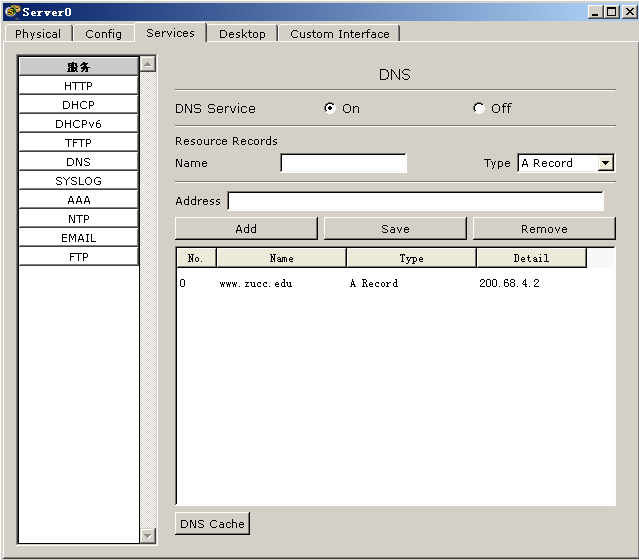 Server0
Physical Config Services Desktop Custom Interface
服务
HTTP
DHCP
DHCPv6
TFTP
DNS
SYSLOG
AAA
NTP
EMAIL
FTP
DNS
DNS Service On Off
Resource Records
Name Type A Record
Address
Add Save Remove
No. Name Type Detail
0 www.zucc.edu A Record 200.68.4.2
DNS Cache